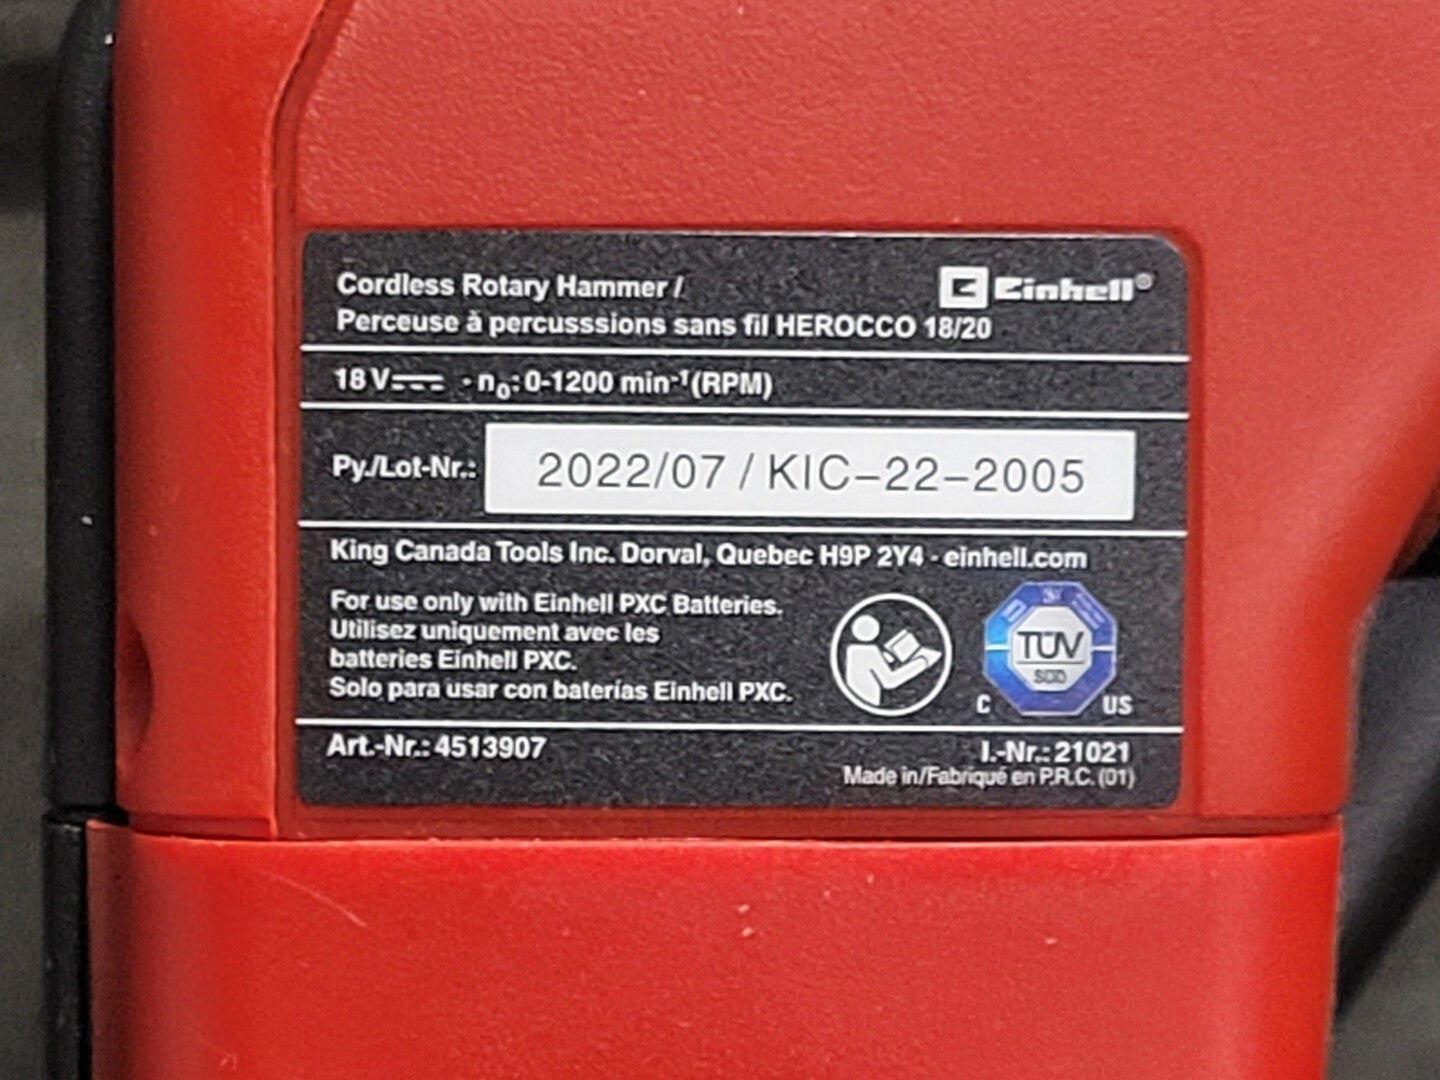 Cordless Rotary Hammer /
Einhell®
Perceuse à percusssions sans fil HEROCCO 18/20
18 V⎓ · n₀: 0-1200 min⁻¹ (RPM)
Py./Lot-Nr.: 2022/07 / KIC-22-2005
King Canada Tools Inc. Dorval, Quebec H9P 2Y4 · einhell.com
For use only with Einhell PXC Batteries.
Utilisez uniquement avec les
batteries Einhell PXC.
Solo para usar con baterías Einhell PXC.
TÜV
SÜD
C US
Art.-Nr.: 4513907
I.-Nr.: 21021
Made in/Fabriqué en P.R.C. (01)